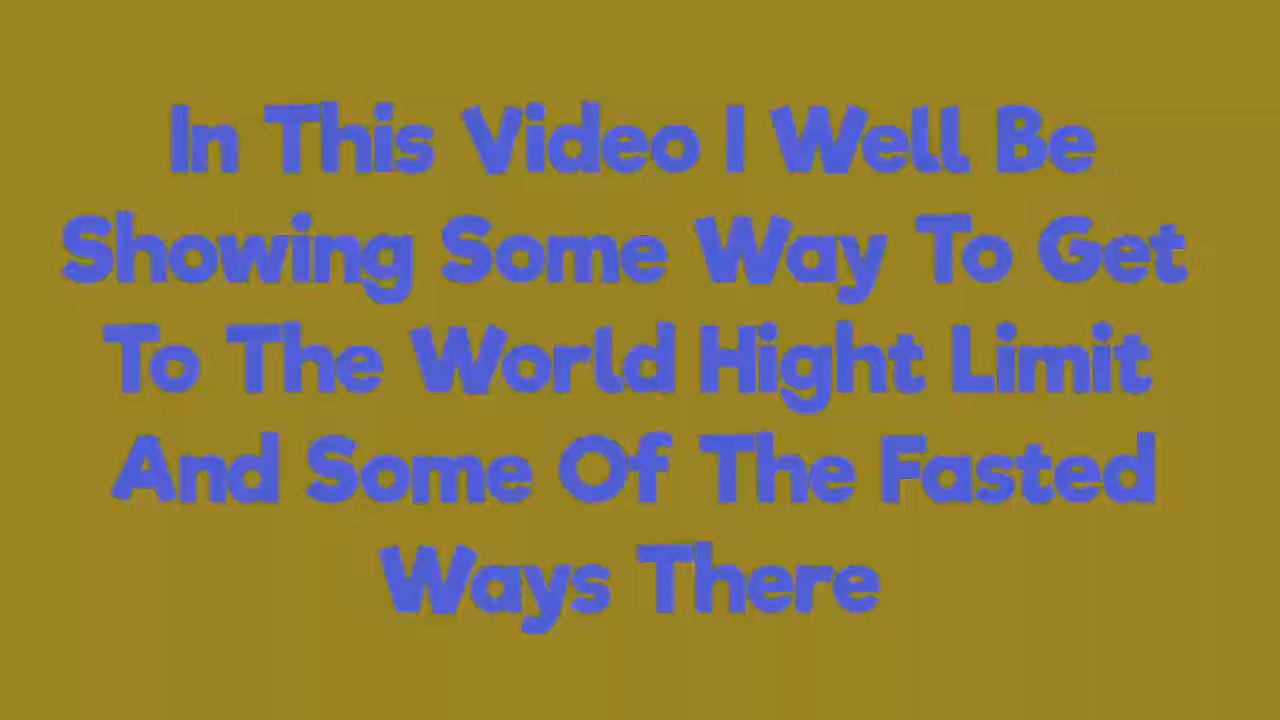 In This Video I Well Be
Showing Some Way To Get
To The World Hight Limit
And Some Of The Fasted
Ways There